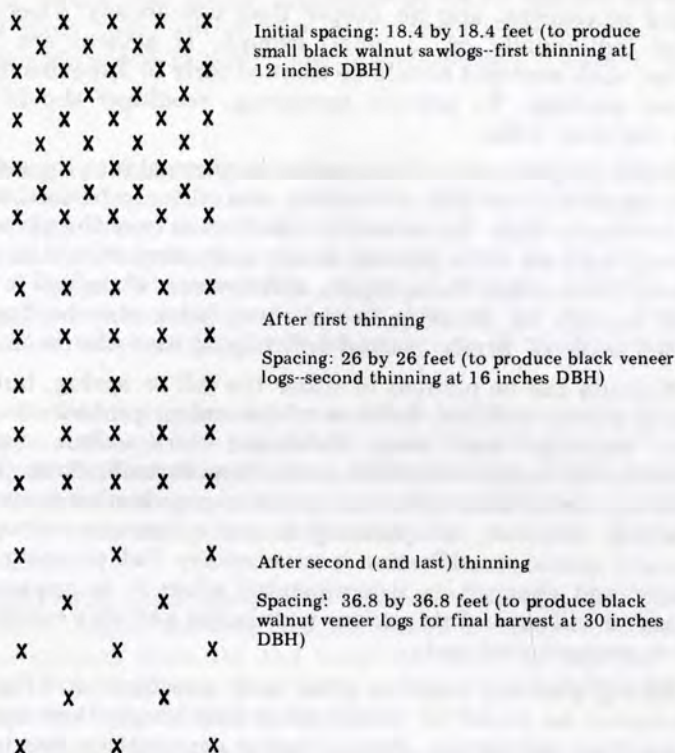 X X X X X
X X X X
X X X X X
X X X X
X X X X X
X X X X
X X X X X
X X X X
X X X X X
Initial spacing: 18.4 by 18.4 feet (to produce
small black walnut sawlogs--first thinning at[
12 inches DBH)
X X X X X
X X X X X
X X X X X
X X X X X
X X X X X
After first thinning
Spacing: 26 by 26 feet (to produce black veneer
logs--second thinning at 16 inches DBH)
X X X
X X
X X X
X X
X X X
After second (and last) thinning
Spacing: 36.8 by 36.8 feet (to produce black
walnut veneer logs for final harvest at 30 inches
DBH)